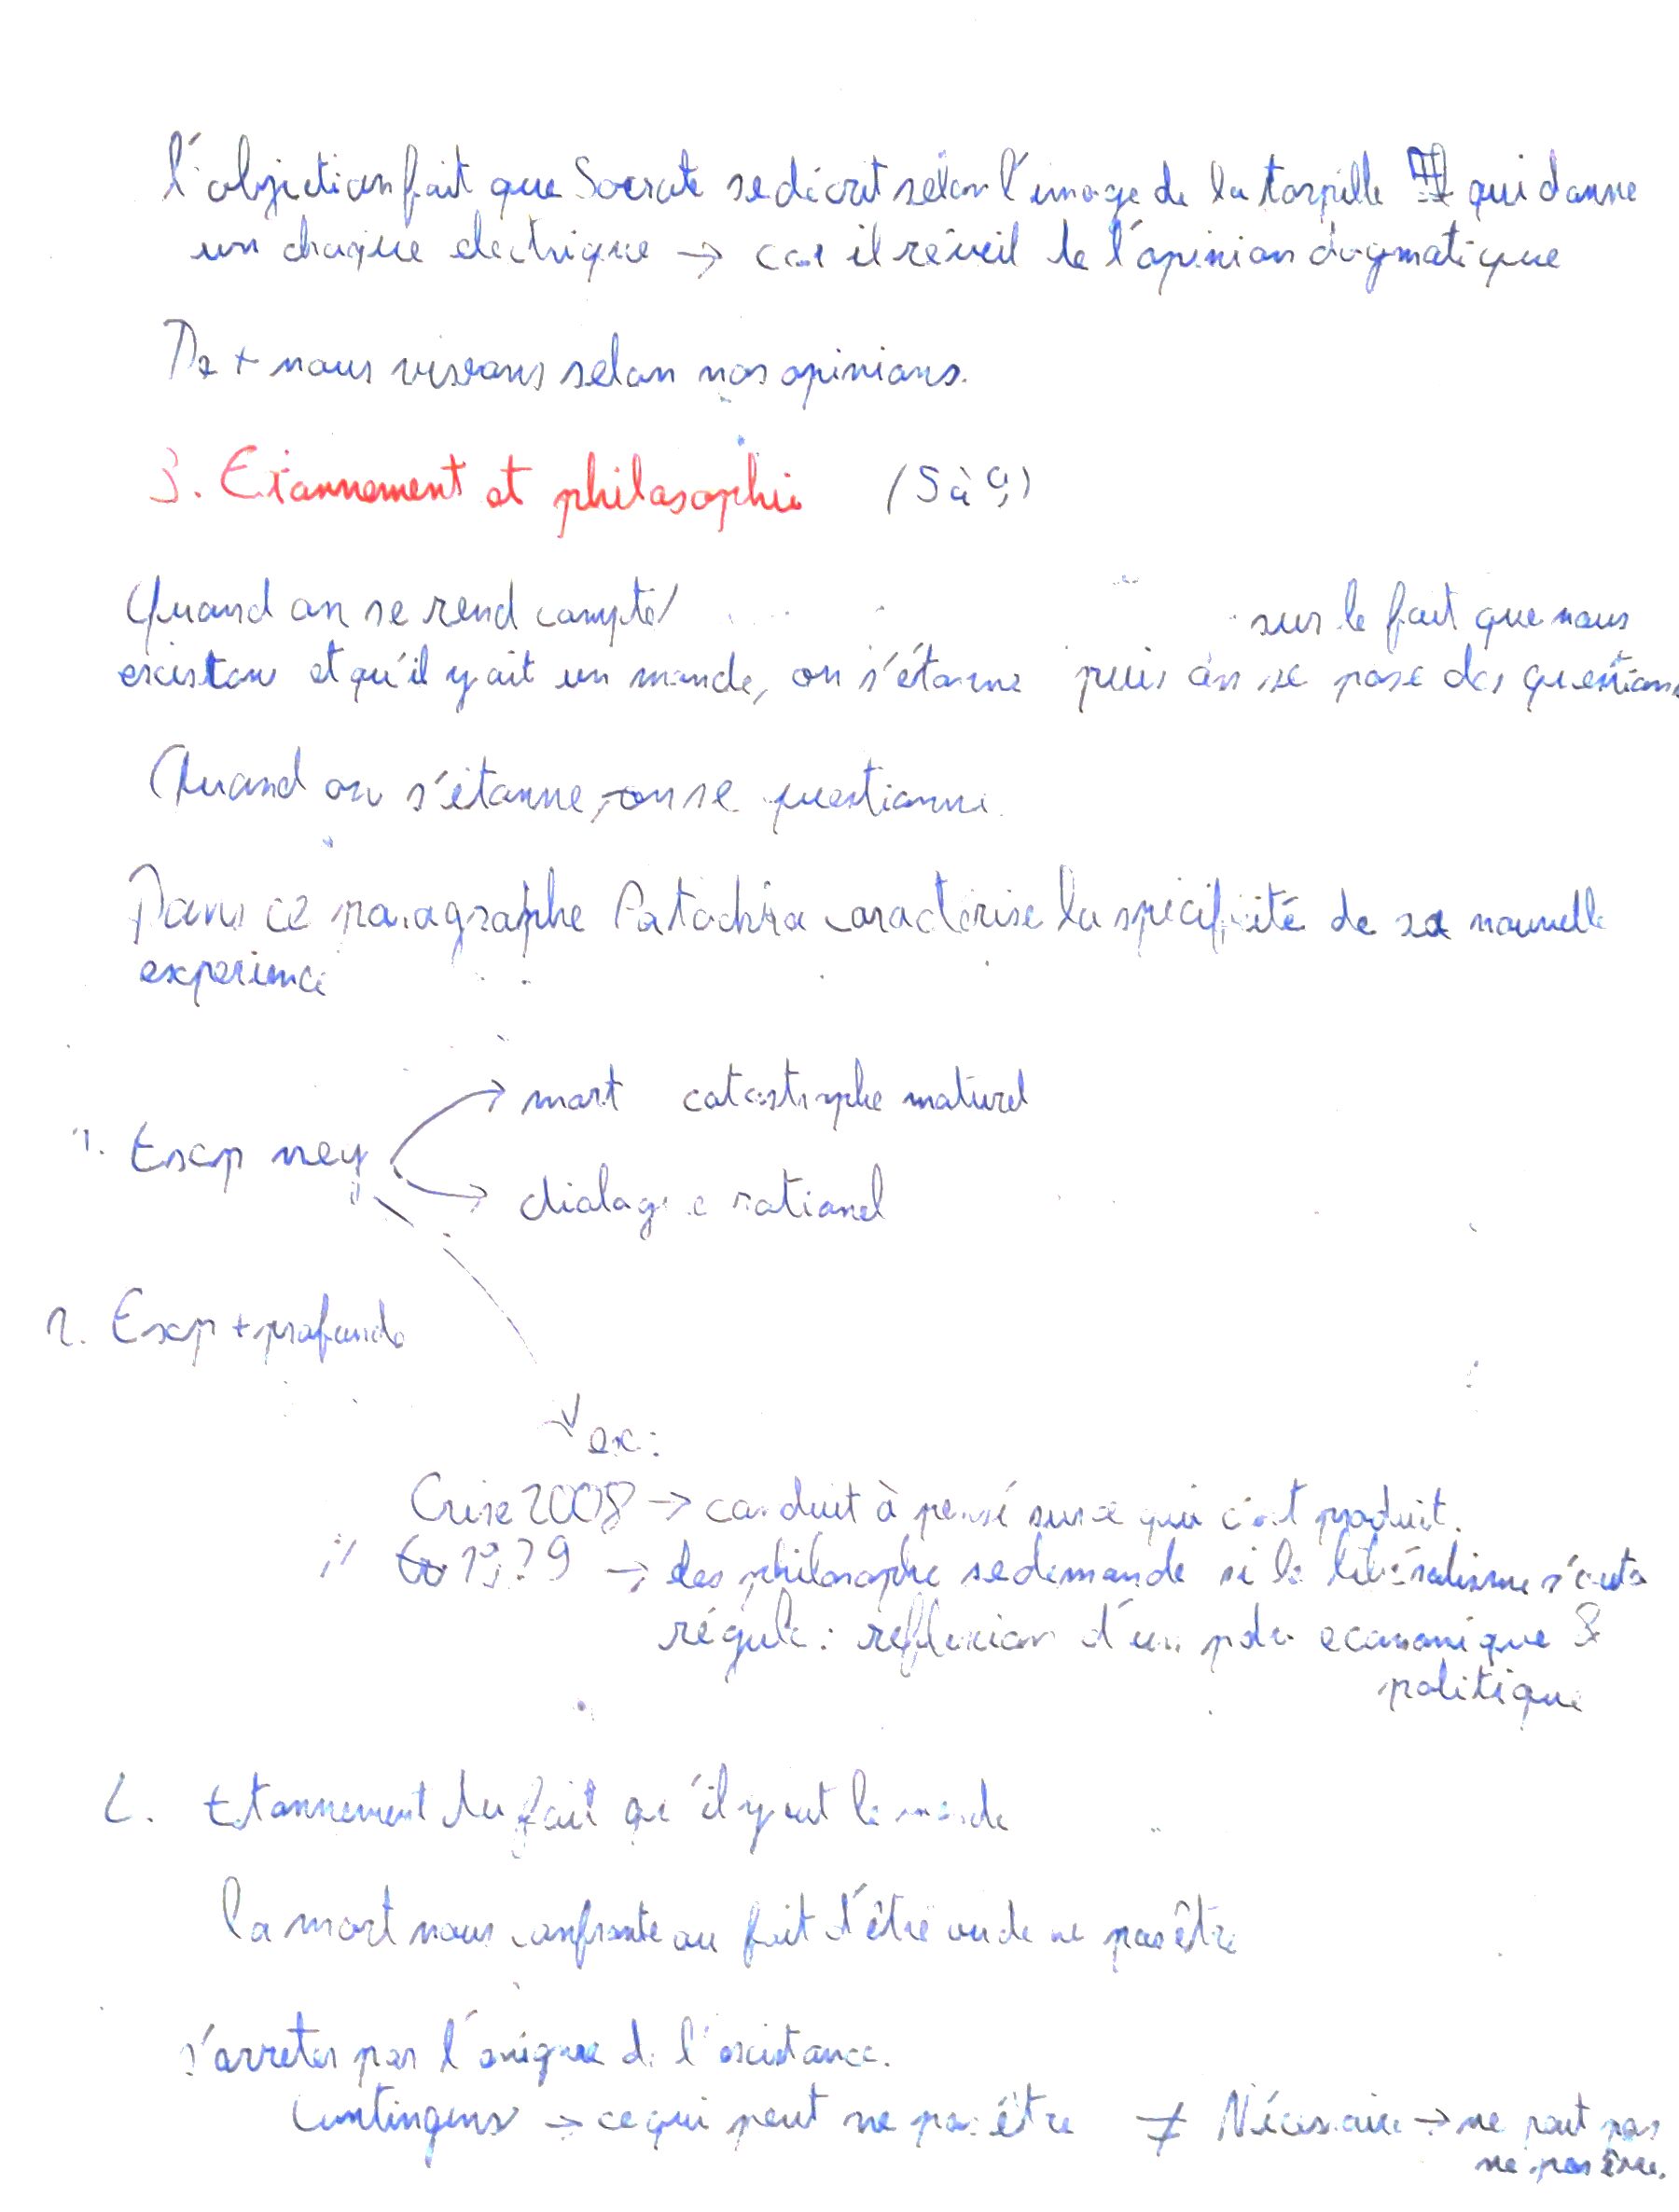 l'objection fait que Socrate se décrit selon l'image de la torpille qui donne
un choque electrique → car il réveil de l'opinion dogmatique
De + nous viserons selon nos opinions.
3. Etonnement et philosophie (5 à 9)
Quand on se rend compte sur le fait que nous
existons et qu'il y ait un monde, on s'étonne puis on se pose des questions
Quand on s'étonne, on se questionne.
Dans ce paragraphe Patochka caractérise la spécificité de sa nouvelle
experience
→ mort catastrophe naturel
1. Exp neg
→ dialogue rationel
2. Exp + profonde
ex:
Crise 2008 → conduit à pensé sur ce qui c'est produit.
1929 → des philosophe se demande si le libéralisme s'auto
régule : reflexion d'un pdv economique &
politique
2. Etonnement du fait qu'il y ait le monde
la mort nous confronte au fait d'être ou de ne pas être
s'arreter par l'enigme de l'existance.
Contingens → ce qui peut ne pas être ≠ Nécessaire → ne peut pas
ne pas être.